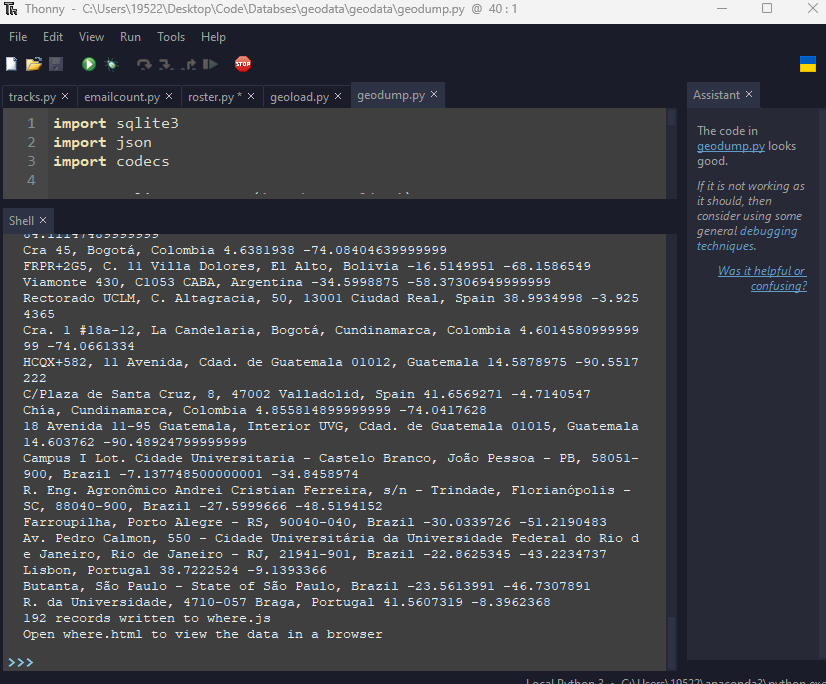 Thonny - C:\Users\19522\Desktop\Code\Databses\geodata\geodata\geodump.py @ 40 : 1
File Edit View Run Tools Help
STOP
tracks.py × emailcount.py × roster.py * × geoload.py × geodump.py ×
1 import sqlite3
2 import json
3 import codecs
4
Shell ×
Cra 45, Bogotá, Colombia 4.6381938 -74.08404639999999
FRPR+2G5, C. 11 Villa Dolores, El Alto, Bolivia -16.5149951 -68.1586549
Viamonte 430, C1053 CABA, Argentina -34.5998875 -58.37306949999999
Rectorado UCLM, C. Altagracia, 50, 13001 Ciudad Real, Spain 38.9934998 -3.925
4365
Cra. 1 #18a-12, La Candelaria, Bogotá, Cundinamarca, Colombia 4.6014580999999
99 -74.0661334
HCQX+582, 11 Avenida, Cdad. de Guatemala 01012, Guatemala 14.5878975 -90.5517
222
C/Plaza de Santa Cruz, 8, 47002 Valladolid, Spain 41.6569271 -4.7140547
Chía, Cundinamarca, Colombia 4.855814899999999 -74.0417628
18 Avenida 11-95 Guatemala, Interior UVG, Cdad. de Guatemala 01015, Guatemala
14.603762 -90.48924799999999
Campus I Lot. Cidade Universitaria - Castelo Branco, João Pessoa - PB, 58051-
900, Brazil -7.137748500000001 -34.8458974
R. Eng. Agronômico Andrei Cristian Ferreira, s/n - Trindade, Florianópolis -
SC, 88040-900, Brazil -27.5999666 -48.5194152
Farroupilha, Porto Alegre - RS, 90040-040, Brazil -30.0339726 -51.2190483
Av. Pedro Calmon, 550 - Cidade Universitária da Universidade Federal do Rio d
e Janeiro, Rio de Janeiro - RJ, 21941-901, Brazil -22.8625345 -43.2234737
Lisbon, Portugal 38.7222524 -9.1393366
Butanta, São Paulo - State of São Paulo, Brazil -23.5613991 -46.7307891
R. da Universidade, 4710-057 Braga, Portugal 41.5607319 -8.3962368
192 records written to where.js
Open where.html to view the data in a browser
>>>
Assistant ×
The code in
geodump.py looks
good.
If it is not working as
it should, then
consider using some
general debugging
techniques.
Was it helpful or
confusing?
Local Python 3 • C:\Users\19522\anaconda3\python.exe